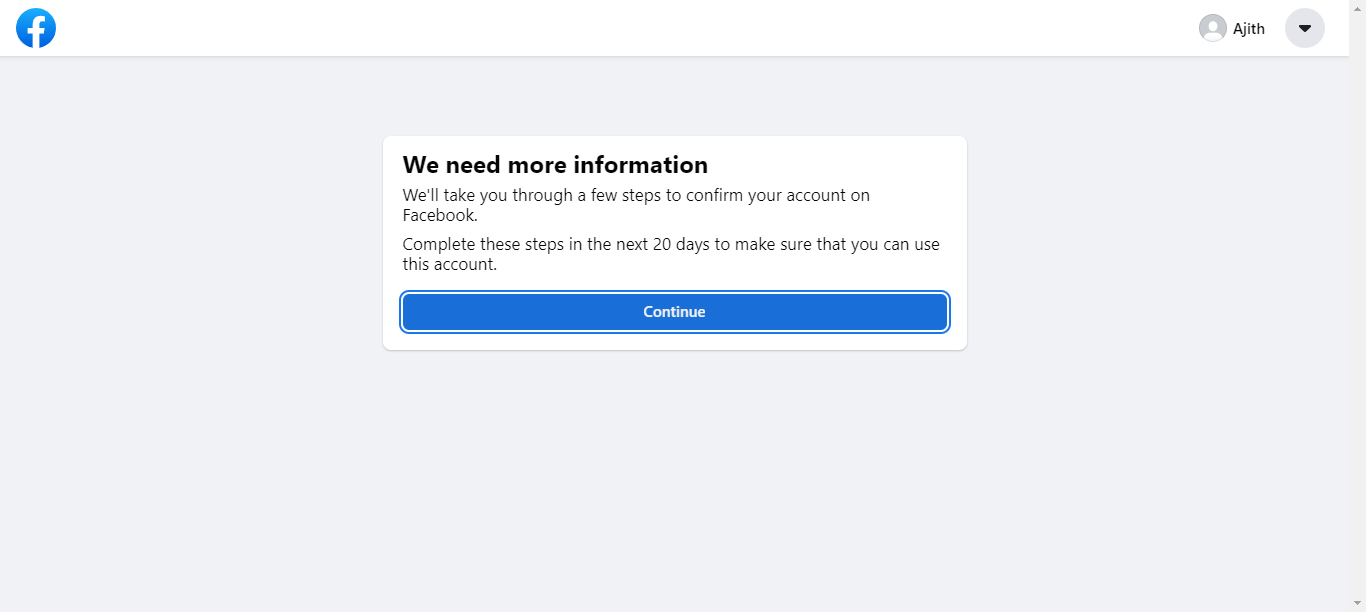 Ajith
We need more information
We'll take you through a few steps to confirm your account on
Facebook.
Complete these steps in the next 20 days to make sure that you can use
this account.
Continue